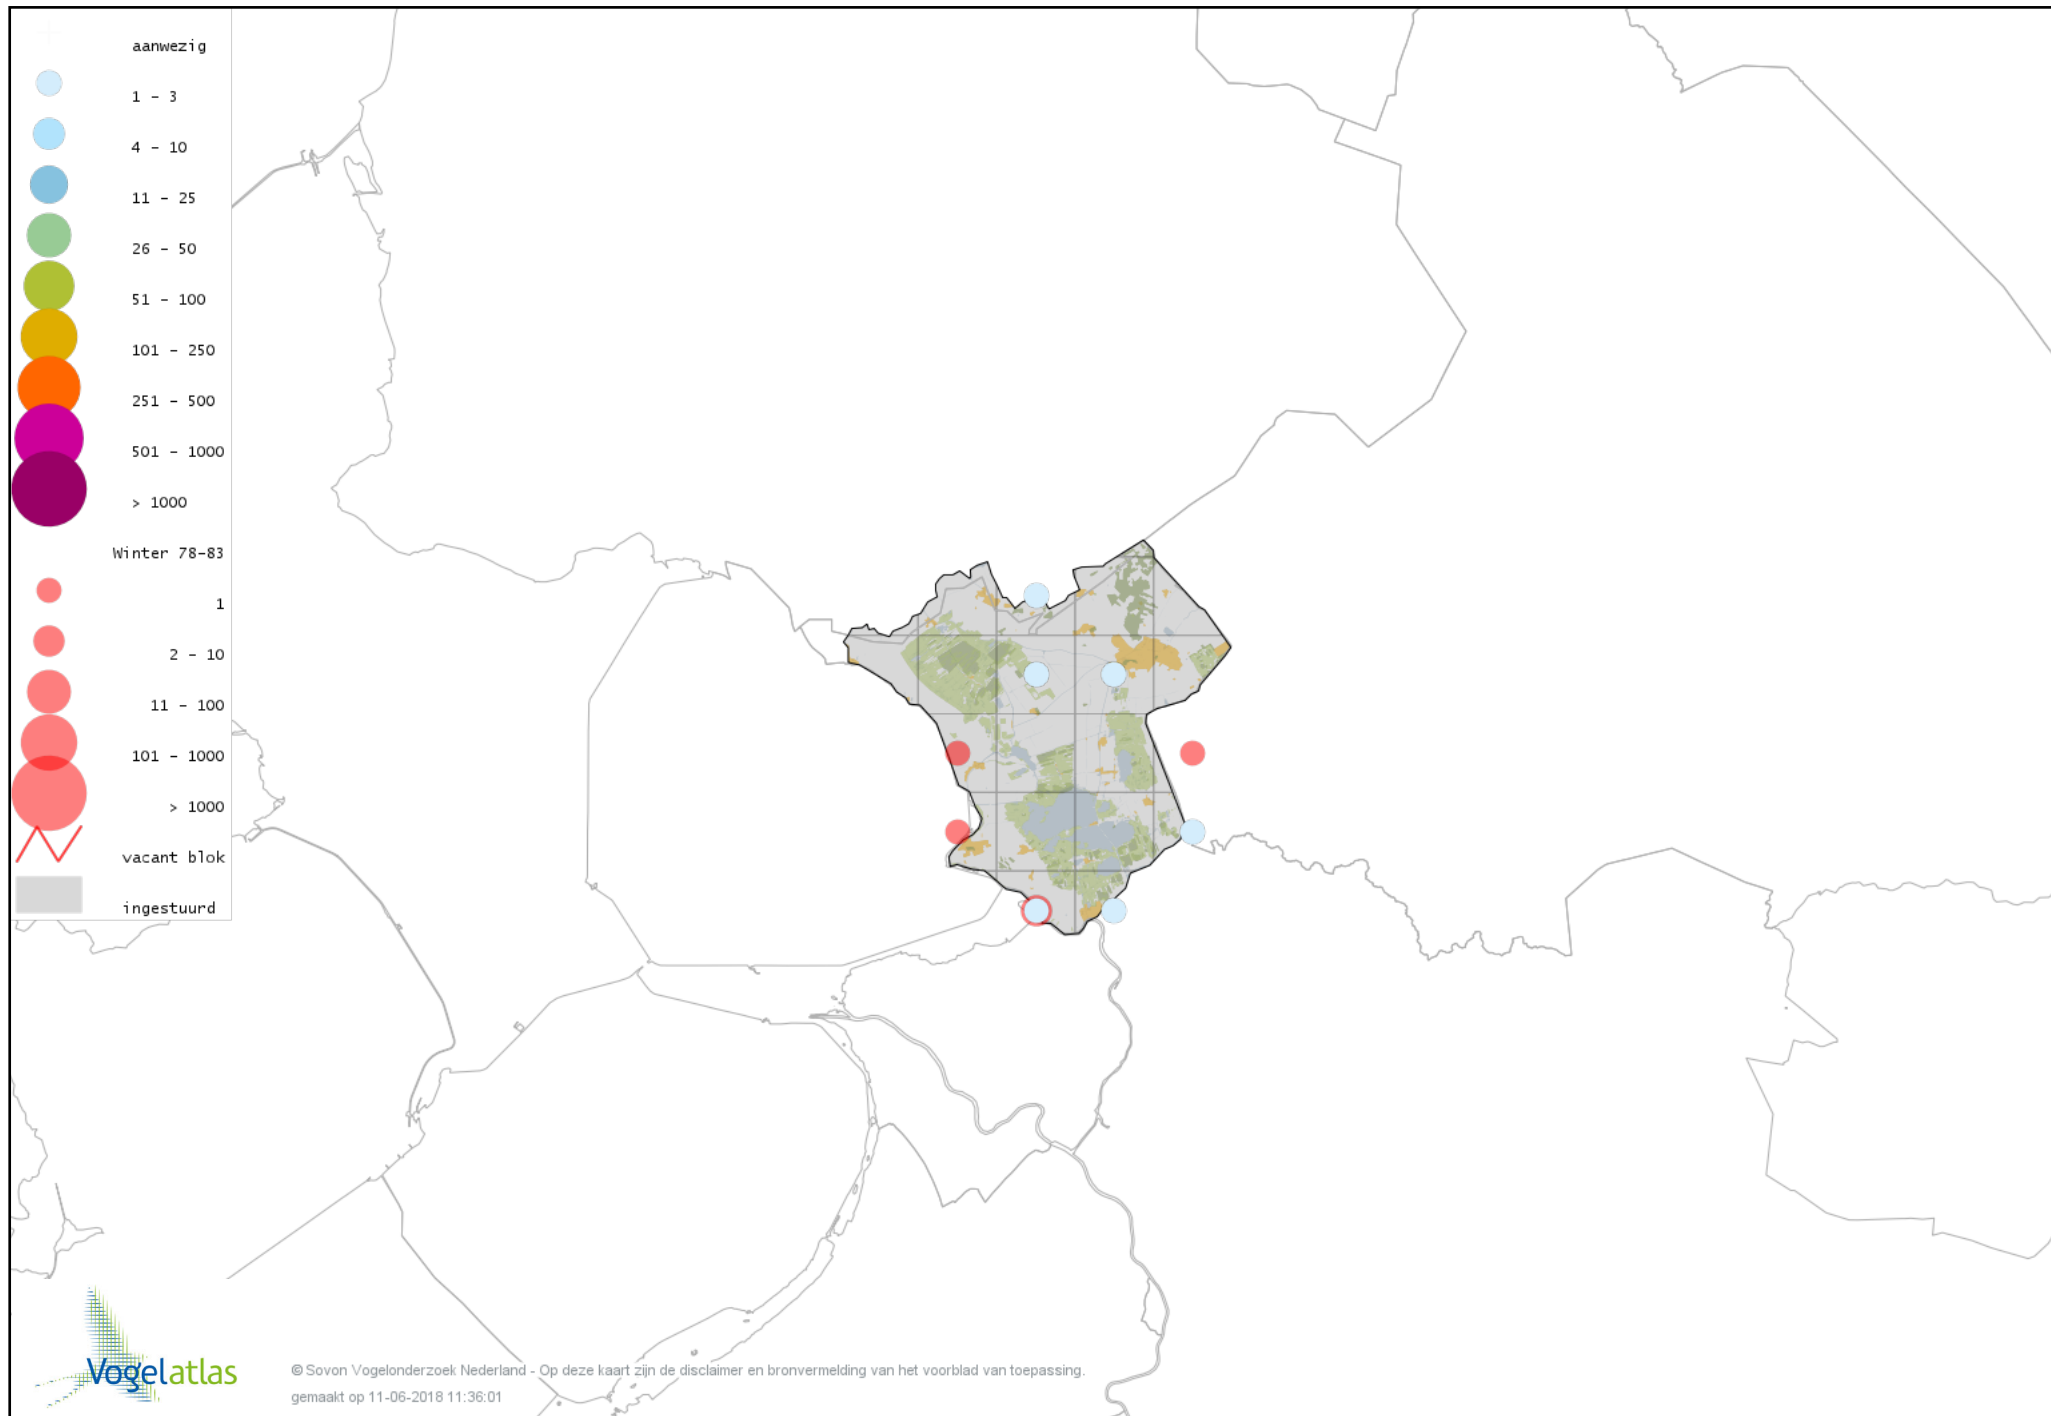 aanwezig
1 - 3
4 - 10
11 - 25
26 - 50
51 - 100
101 - 250
251 - 500
501 - 1000
> 1000
Winter 78-83
1
2 - 10
11 - 100
101 - 1000
> 1000
vacant blok
ingestuurd
Vogelatlas
© Sovon Vogelonderzoek Nederland - Op deze kaart zijn de disclaimer en bronvermelding van het voorblad van toepassing.
gemaakt op 11-06-2018 11:36:01